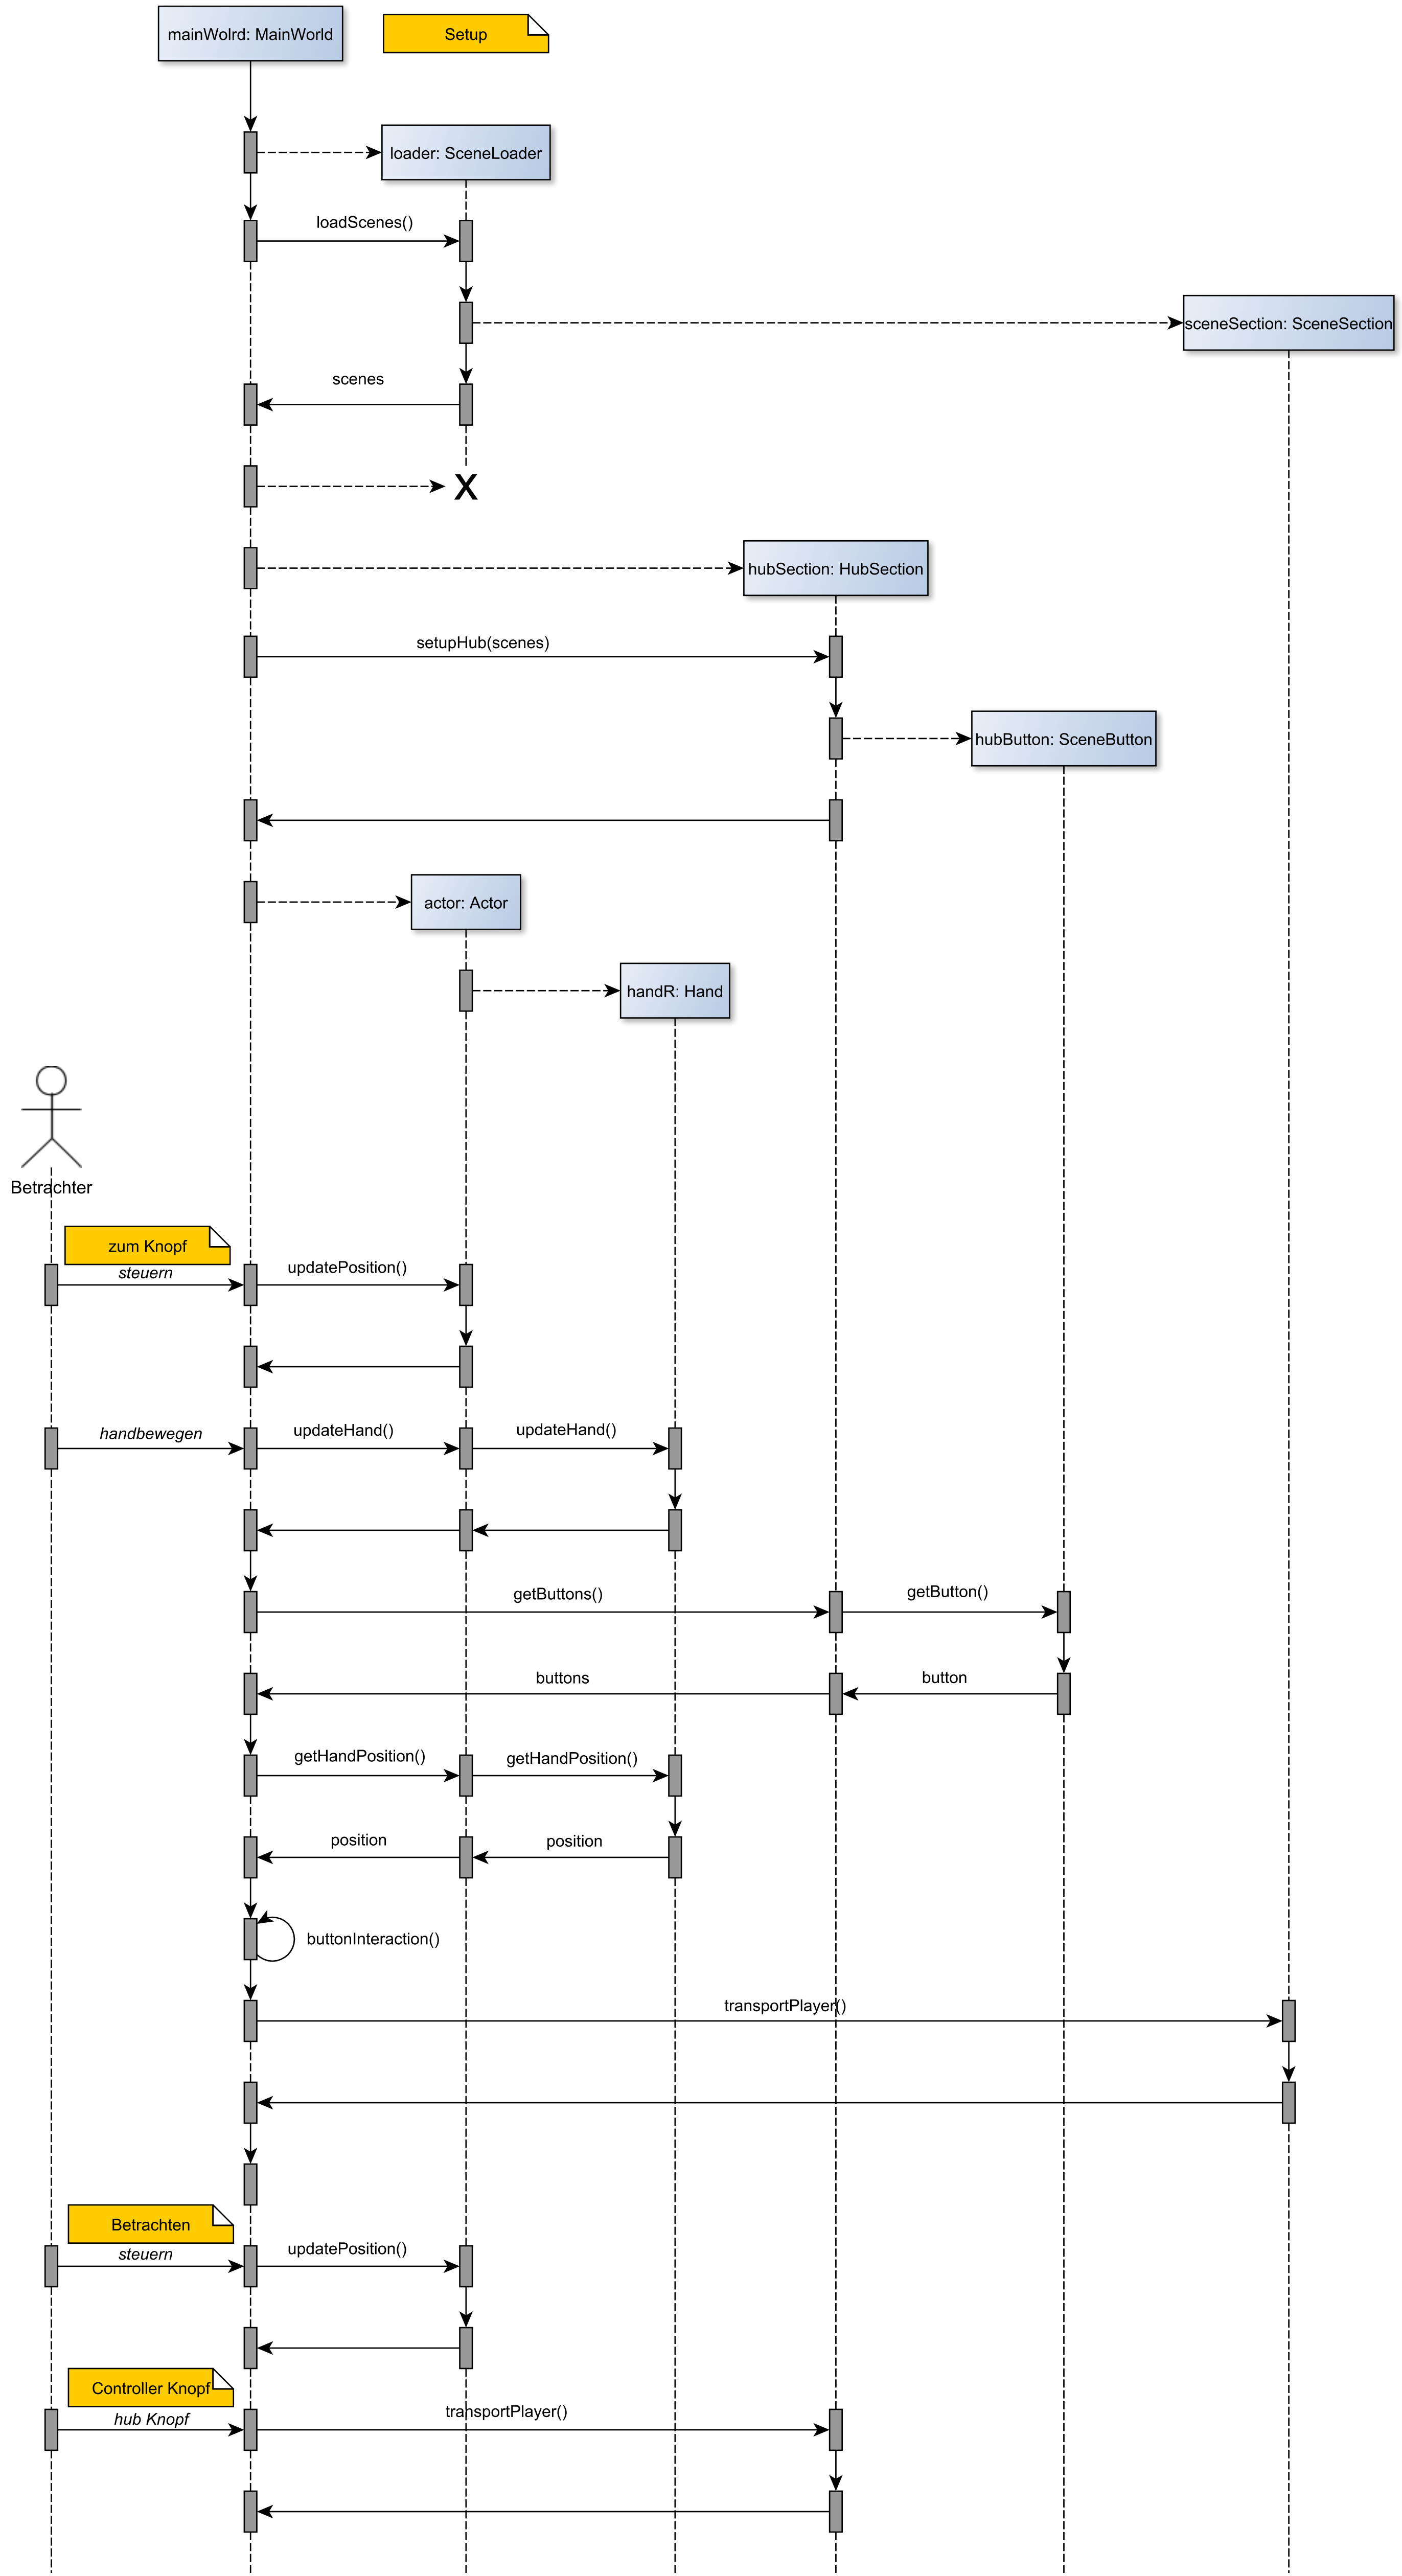 mainWolrd: MainWorld
Setup
loader: SceneLoader
loadScenes()
sceneSection: SceneSection
scenes
X
hubSection: HubSection
setupHub(scenes)
hubButton: SceneButton
actor: Actor
handR: Hand
Betrachter
zum Knopf
steuern
updatePosition()
handbewegen
updateHand()
updateHand()
getButtons()
getButton()
buttons
button
getHandPosition()
getHandPosition()
position
position
buttonInteraction()
transportPlayer()
Betrachten
steuern
updatePosition()
Controller Knopf
hub Knopf
transportPlayer()